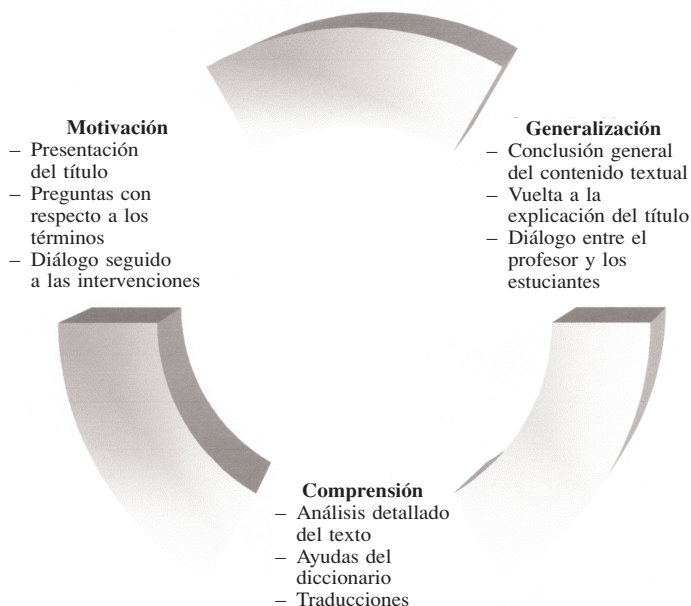 Motivación
– Presentación
del título
– Preguntas con
respecto a los
términos
– Diálogo seguido
a las intervenciones
Generalización
– Conclusión general
del contenido textual
– Vuelta a la
explicación del título
– Diálogo entre el
profesor y los
estuciantes
Comprensión
– Análisis detallado
del texto
– Ayudas del
diccionario
– Traducciones